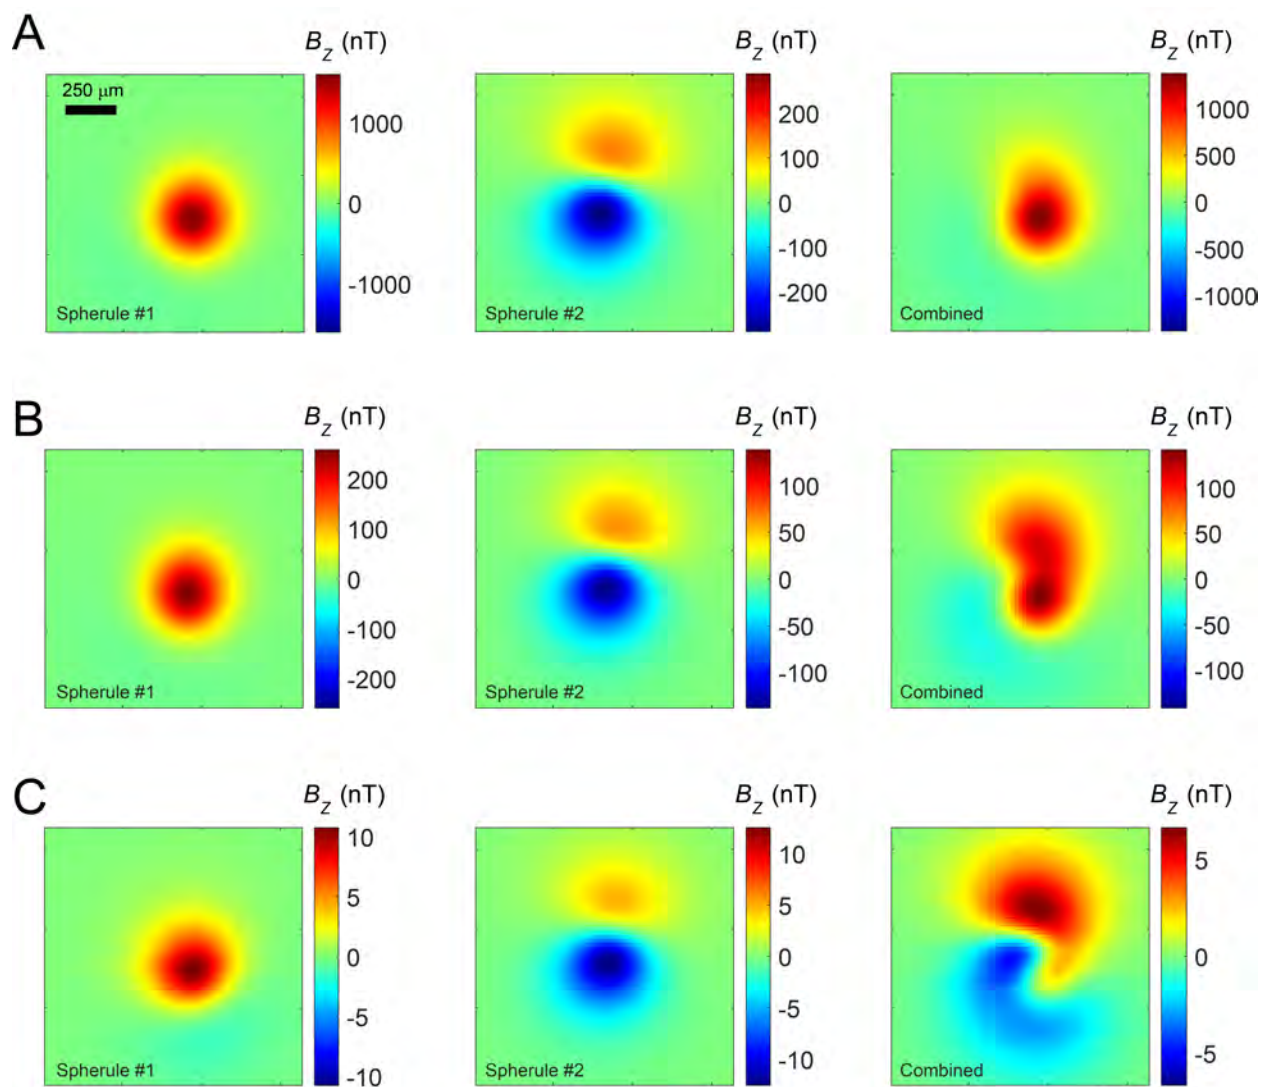 A
B_Z (nT)
B_Z (nT)
B_Z (nT)
250 μm
1000
0
-1000
Spherule #1
200
100
0
-100
-200
Spherule #2
1000
500
0
-500
-1000
Combined
B
B_Z (nT)
B_Z (nT)
B_Z (nT)
200
100
0
-100
-200
Spherule #1
100
50
0
-50
-100
Spherule #2
100
50
0
-50
-100
Combined
C
B_Z (nT)
B_Z (nT)
B_Z (nT)
10
5
0
-5
-10
Spherule #1
10
5
0
-5
-10
Spherule #2
5
0
-5
Combined